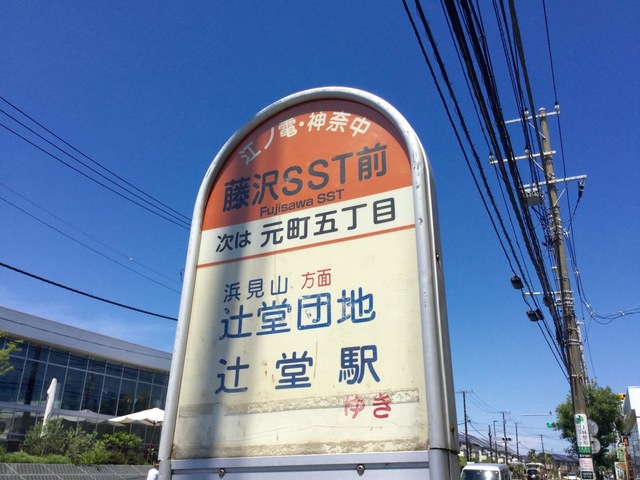 江ノ電・神奈中
藤沢SST前
Fujisawa SST
次は 元町五丁目
浜見山 方面
辻堂団地
辻堂駅
ゆき